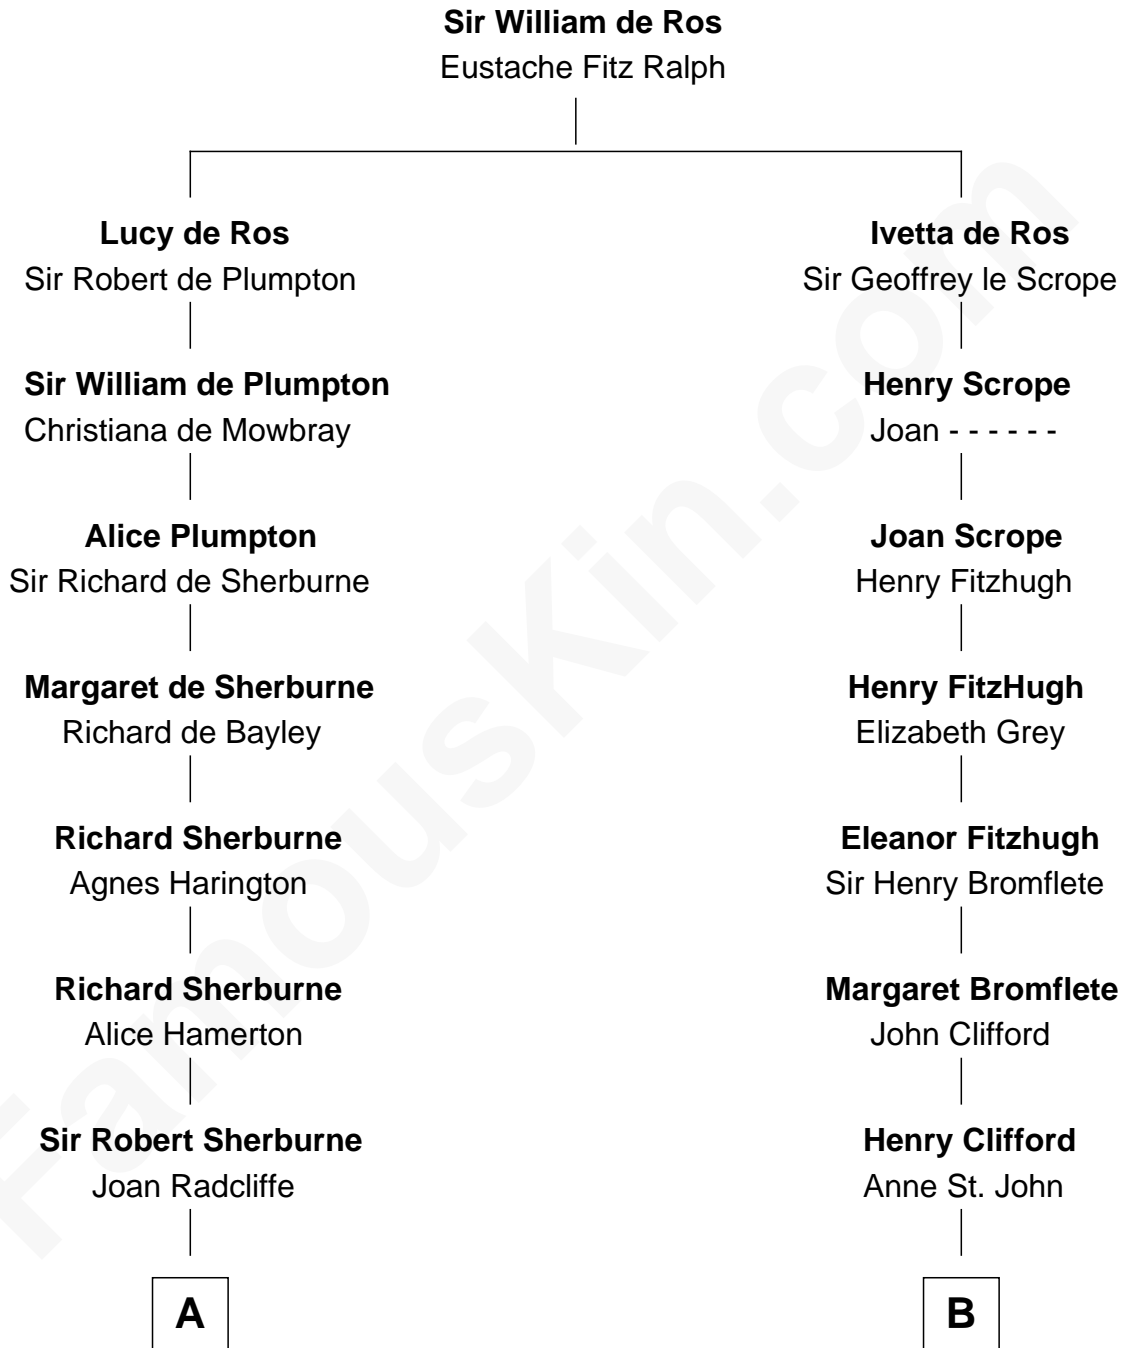 Sir William de Ros
Eustache Fitz Ralph
Lucy de Ros
Sir Robert de Plumpton
Ivetta de Ros
Sir Geoffrey le Scrope
Sir William de Plumpton
Christiana de Mowbray
Henry Scrope
Joan - - - - - -
Alice Plumpton
Sir Richard de Sherburne
Joan Scrope
Henry Fitzhugh
Margaret de Sherburne
Richard de Bayley
Henry FitzHugh
Elizabeth Grey
Richard Sherburne
Agnes Harington
Eleanor Fitzhugh
Sir Henry Bromflete
Richard Sherburne
Alice Hamerton
Margaret Bromflete
John Clifford
Sir Robert Sherburne
Joan Radcliffe
Henry Clifford
Anne St. John
A
B
FamousKin.com